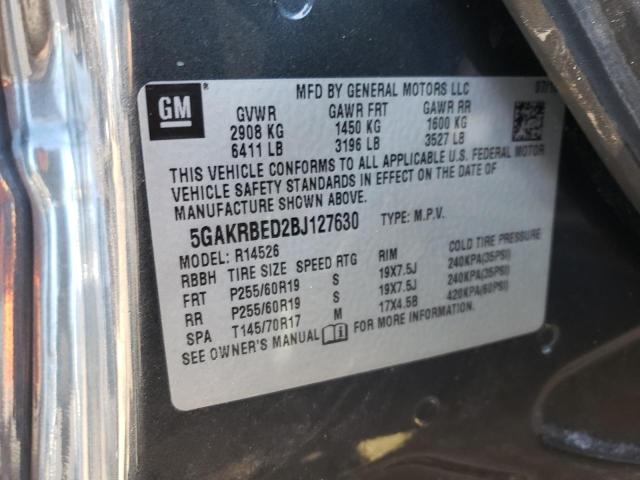 GM
MFD BY GENERAL MOTORS LLC
GVWR GAWR FRT GAWR RR
2908 KG 1450 KG 1600 KG
6411 LB 3196 LB 3527 LB
THIS VEHICLE CONFORMS TO ALL APPLICABLE U.S. FEDERAL MOTOR
VEHICLE SAFETY STANDARDS IN EFFECT ON THE DATE OF
MANUFACTURE SHOWN ABOVE.
5GAKRBED2BJ127630 TYPE: M.P.V.
MODEL: R14526
RBBH TIRE SIZE SPEED RTG RIM COLD TIRE PRESSURE
FRT P255/60R19 S 19X7.5J 240KPA(35PSI)
RR P255/60R19 S 19X7.5J 240KPA(35PSI)
SPA T145/70R17 M 17X4.5B 420KPA(60PSI)
SEE OWNER'S MANUAL FOR MORE INFORMATION.